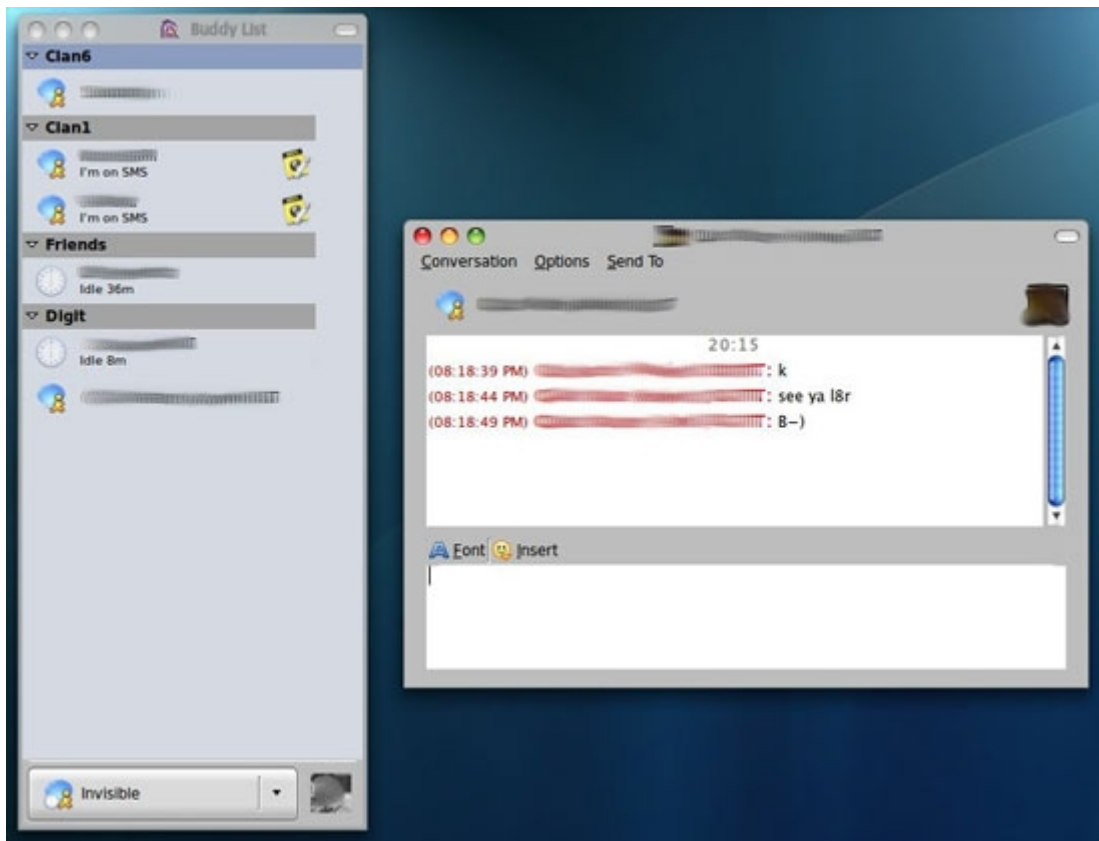 Buddy List
Clan6
Clan1
I'm on SMS
I'm on SMS
Friends
Idle 36m
Digit
Idle 8m
Invisible
Conversation Options Send To
20:15
(08:18:39 PM) : k
(08:18:44 PM) : see ya l8r
(08:18:49 PM) : B-)
Font Insert